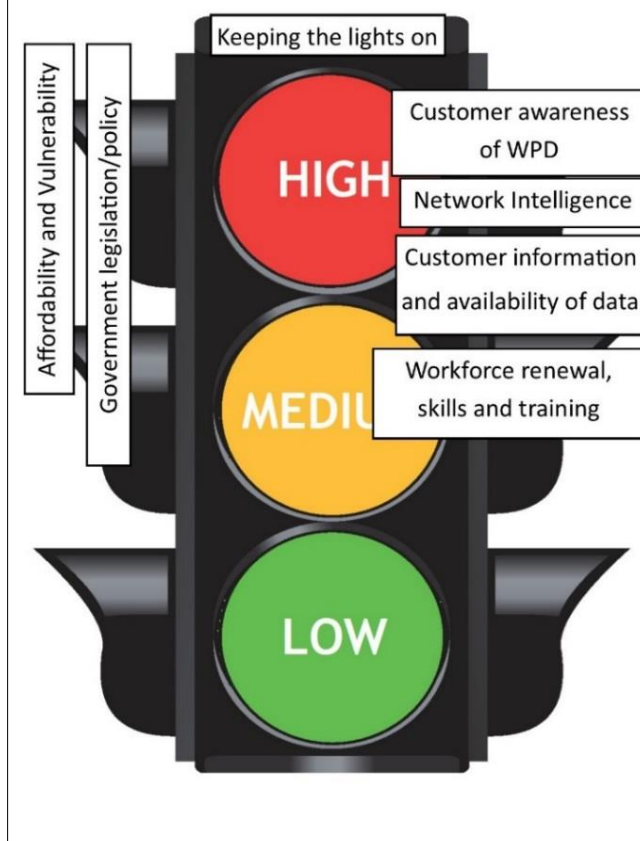 Keeping the lights on
Affordability and Vulnerability
Government legislation/policy
HIGH
Customer awareness
of WPD
Network Intelligence
Customer information
and availability of data
Workforce renewal,
skills and training
MEDIU
LOW